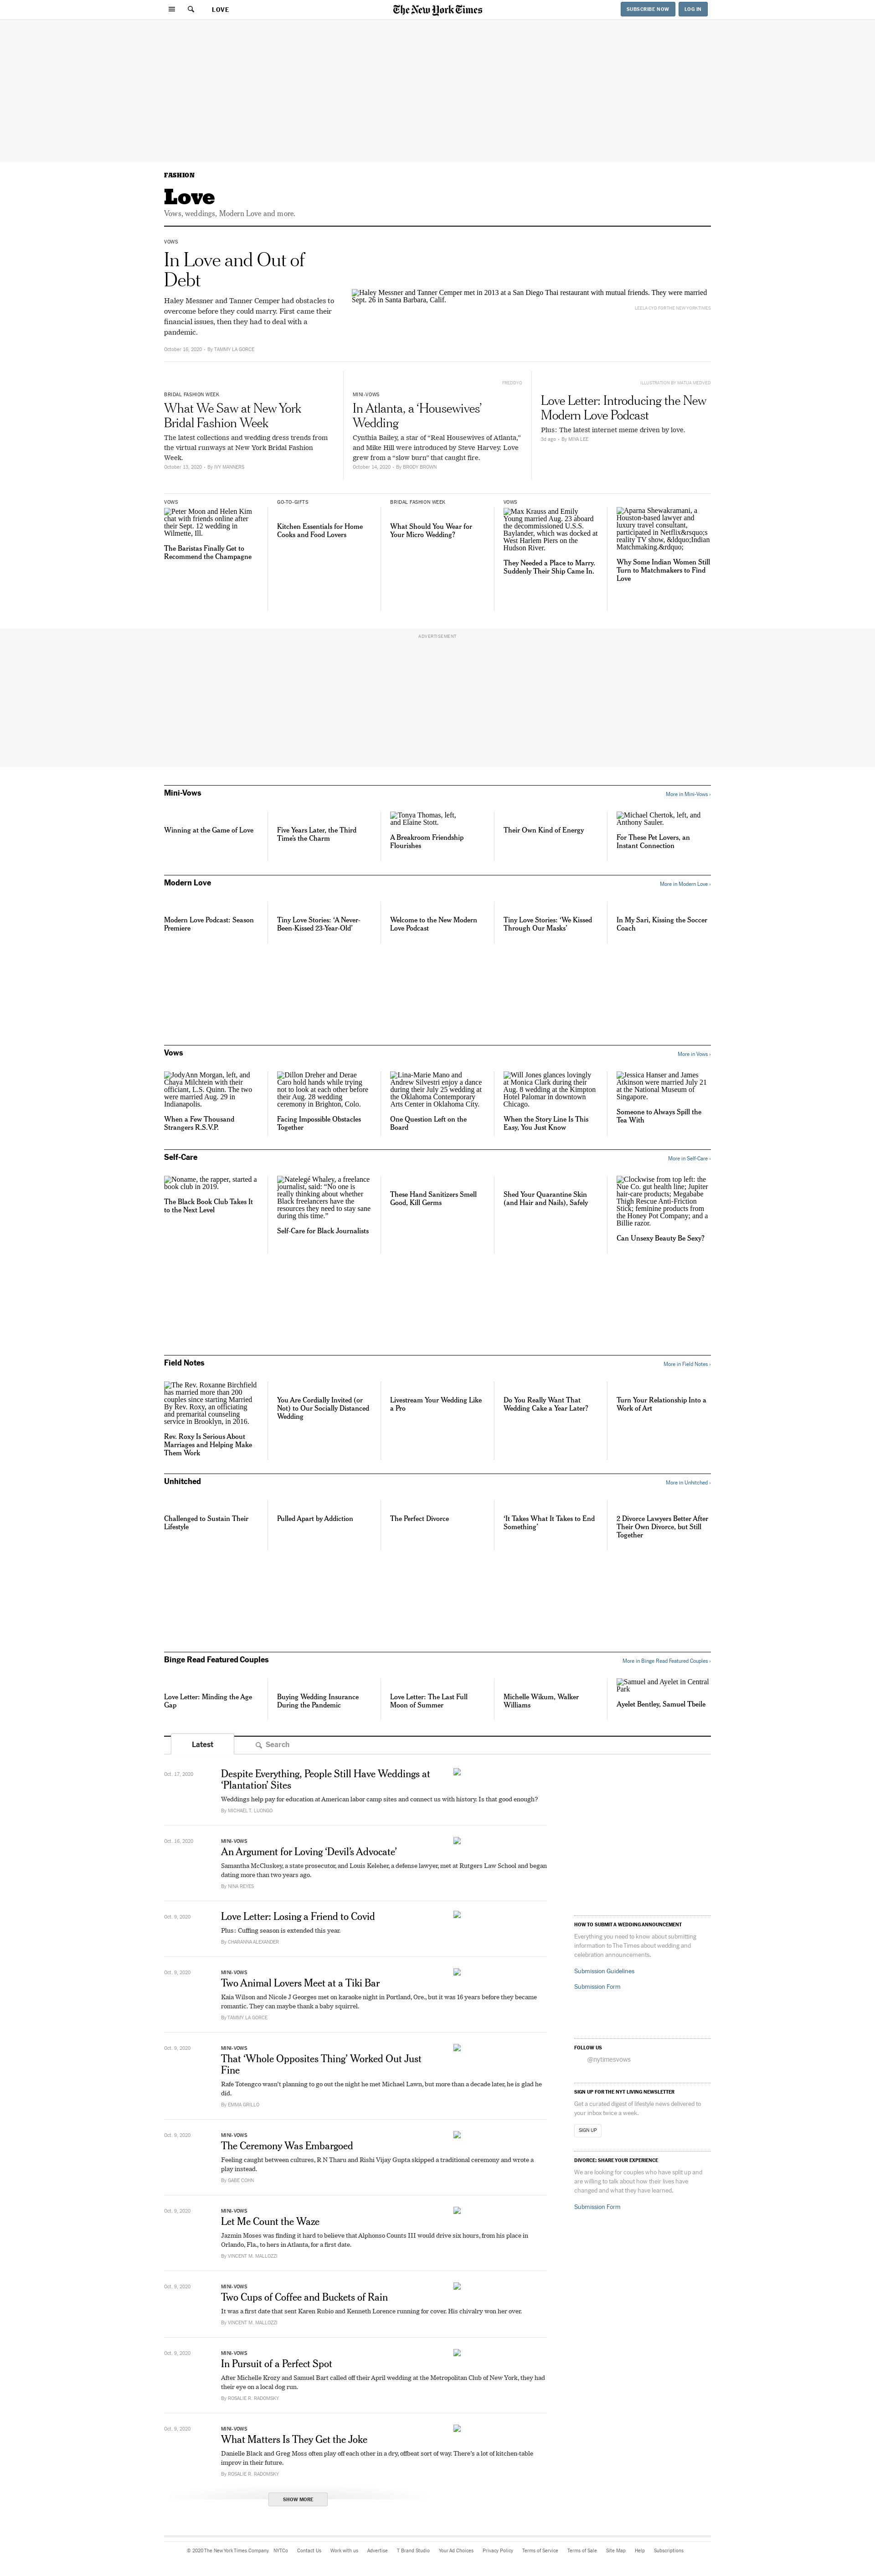 LOVE
The New York Times
SUBSCRIBE NOW
LOG IN
FASHION
Love
Vows, weddings, Modern Love and more.
VOWS
In Love and Out of
Debt
Haley Messner and Tanner Cemper had obstacles to
overcome before they could marry. First came their
financial issues, then they had to deal with a
pandemic.
October 16, 2020 • By TAMMY LA GORCE
Haley Messner and Tanner Cemper met in 2013 at a San Diego Thai restaurant with mutual friends. They were married
Sept. 26 in Santa Barbara, Calif.
LEELA CYD FOR THE NEW YORK TIMES
BRIDAL FASHION WEEK
What We Saw at New York
Bridal Fashion Week
The latest collections and wedding dress trends from
the virtual runways at New York Bridal Fashion
Week.
October 13, 2020 • By IVY MANNERS
MINI-VOWS
In Atlanta, a ‘Housewives’
Wedding
Cynthia Bailey, a star of “Real Housewives of Atlanta,”
and Mike Hill were introduced by Steve Harvey. Love
grew from a “slow burn” that caught fire.
October 14, 2020 • By BRODY BROWN
Love Letter: Introducing the New
Modern Love Podcast
Plus: The latest internet meme driven by love.
3d ago • By MIYA LEE
VOWS
Peter Moon and Helen Kim
chat with friends online after
their Sept. 12 wedding in
Wilmette, Ill.
The Baristas Finally Get to
Recommend the Champagne
GO-TO-GIFTS
Kitchen Essentials for Home
Cooks and Food Lovers
BRIDAL FASHION WEEK
What Should You Wear for
Your Micro Wedding?
VOWS
Max Krauss and Emily
Young married Aug. 23 aboard
the decommissioned U.S.S.
Baylander, which was docked at
West Harlem Piers on the
Hudson River.
They Needed a Place to Marry.
Suddenly Their Ship Came In.
Aparna Shewakramani, a
Houston-based lawyer and
luxury travel consultant,
participated in Netflix&rsquo;s
reality TV show, &ldquo;Indian
Matchmaking.&rdquo;
Why Some Indian Women Still
Turn to Matchmakers to Find
Love
ADVERTISEMENT
Mini-Vows
More in Mini-Vows ›
Winning at the Game of Love
Five Years Later, the Third
Time’s the Charm
Tonya Thomas, left,
and Elaine Stott.
A Breakroom Friendship
Flourishes
Their Own Kind of Energy
Michael Chertok, left, and
Anthony Sauler.
For These Pet Lovers, an
Instant Connection
Modern Love
More in Modern Love ›
Modern Love Podcast: Season
Premiere
Tiny Love Stories: ‘A Never-
Been-Kissed 23-Year-Old’
Welcome to the New Modern
Love Podcast
Tiny Love Stories: ‘We Kissed
Through Our Masks’
In My Sari, Kissing the Soccer
Coach
Vows
More in Vows ›
JodyAnn Morgan, left, and
Chaya Milchtein with their
officiant, L.S. Quinn. The two
were married Aug. 29 in
Indianapolis.
When a Few Thousand
Strangers R.S.V.P.
Dillon Dreher and Derae
Caro hold hands while trying
not to look at each other before
their Aug. 28 wedding
ceremony in Brighton, Colo.
Facing Impossible Obstacles
Together
Lina-Marie Mano and
Andrew Silvestri enjoy a dance
during their July 25 wedding at
the Oklahoma Contemporary
Arts Center in Oklahoma City.
One Question Left on the
Board
Will Jones glances lovingly
at Monica Clark during their
Aug. 8 wedding at the Kimpton
Hotel Palomar in downtown
Chicago.
When the Story Line Is This
Easy, You Just Know
Jessica Hanser and James
Atkinson were married July 21
at the National Museum of
Singapore.
Someone to Always Spill the
Tea With
Self-Care
More in Self-Care ›
Noname, the rapper, started a
book club in 2019.
The Black Book Club Takes It
to the Next Level
Natelegé Whaley, a freelance
journalist, said: “No one is
really thinking about whether
Black freelancers have the
resources they need to stay sane
during this time.”
Self-Care for Black Journalists
These Hand Sanitizers Smell
Good, Kill Germs
Shed Your Quarantine Skin
(and Hair and Nails), Safely
Clockwise from top left: the
Nue Co. gut health ingestible;
hair-care products; Megababe
Thigh Rescue Anti-Friction
Stick; feminine products from
the Honey Pot Company; and a
Billie razor.
Can Unsexy Beauty Be Sexy?
Field Notes
More in Field Notes ›
The Rev. Roxanne Birchfield
has married more than 200
couples since starting Married
By Rev. Roxy, an officiating
and premarital counseling
service in Brooklyn, in 2016.
Rev. Roxy Is Serious About
Marriages and Helping Make
Them Work
You Are Cordially Invited (or
Not) to Our Socially Distanced
Wedding
Livestream Your Wedding Like
a Pro
Do You Really Want That
Wedding Cake a Year Later?
Turn Your Relationship Into a
Work of Art
Unhitched
More in Unhitched ›
Challenged to Sustain Their
Lifestyle
Pulled Apart by Addiction
The Perfect Divorce
‘It Takes What It Takes to End
Something’
2 Divorce Lawyers Better After
Their Own Divorce, but Still
Together
Binge Read Featured Couples
More in Binge Read Featured Couples ›
Love Letter: Minding the Age
Gap
Buying Wedding Insurance
During the Pandemic
Love Letter: The Last Full
Moon of Summer
Michelle Wikum, Walker
Williams
Samuel and Ayelet in Central
Park
Ayelet Bentley, Samuel Tbeile
Latest
Search
Oct. 17, 2020
Despite Everything, People Still Have Weddings at
‘Plantation’ Sites
Weddings help pay for education at American labor camp sites and connect us with history. Is that good enough?
By MICHAEL T. LUONGO
Oct. 16, 2020
MINI-VOWS
An Argument for Loving ‘Devil’s Advocate’
Samantha McCluskey, a state prosecutor, and Louis Keleher, a defense lawyer, met at Rutgers Law School and began
dating more than two years ago.
By NINA REYES
Oct. 9, 2020
Love Letter: Losing a Friend to Covid
Plus: Cuffing season is extended this year.
By CHARANNA ALEXANDER
Oct. 9, 2020
MINI-VOWS
Two Animal Lovers Meet at a Tiki Bar
Kaia Wilson and Nicole J Georges met on karaoke night in Portland, Ore., but it was 16 years before they became
romantic. They can maybe thank a baby squirrel.
By TAMMY LA GORCE
Oct. 9, 2020
MINI-VOWS
That ‘Whole Opposites Thing’ Worked Out Just
Fine
Rafe Totengco wasn’t planning to go out the night he met Michael Lawn, but more than a decade later, he is glad he
did.
By EMMA GRILLO
Oct. 9, 2020
MINI-VOWS
The Ceremony Was Embargoed
Feeling caught between cultures, R N Tharu and Rishi Vijay Gupta skipped a traditional ceremony and wrote a
play instead.
By GABE COHN
Oct. 9, 2020
MINI-VOWS
Let Me Count the Waze
Jazmin Moses was finding it hard to believe that Alphonso Counts III would drive six hours, from his place in
Orlando, Fla., to hers in Atlanta, for a first date.
By VINCENT M. MALLOZZI
Oct. 9, 2020
MINI-VOWS
Two Cups of Coffee and Buckets of Rain
It was a first date that sent Karen Rubio and Kenneth Lorence running for cover. His chivalry won her over.
By VINCENT M. MALLOZZI
Oct. 9, 2020
MINI-VOWS
In Pursuit of a Perfect Spot
After Michelle Krozy and Samuel Bart called off their April wedding at the Metropolitan Club of New York, they had
their eye on a local dog run.
By ROSALIE R. RADOMSKY
Oct. 9, 2020
MINI-VOWS
What Matters Is They Get the Joke
Danielle Black and Greg Moss often play off each other in a dry, offbeat sort of way. There’s a lot of kitchen-table
improv in their future.
By ROSALIE R. RADOMSKY
SHOW MORE
HOW TO SUBMIT A WEDDING ANNOUNCEMENT
Everything you need to know about submitting
information to The Times about wedding and
celebration announcements.
Submission Guidelines
Submission Form
FOLLOW US
@nytimesvows
SIGN UP FOR THE NYT LIVING NEWSLETTER
Get a curated digest of lifestyle news delivered to
your inbox twice a week.
SIGN UP
DIVORCE: SHARE YOUR EXPERIENCE
We are looking for couples who have split up and
are willing to talk about how their lives have
changed and what they have learned.
Submission Form
© 2020 The New York Times Company
NYTCo
Contact Us
Work with us
Advertise
T Brand Studio
Your Ad Choices
Privacy Policy
Terms of Service
Terms of Sale
Site Map
Help
Subscriptions